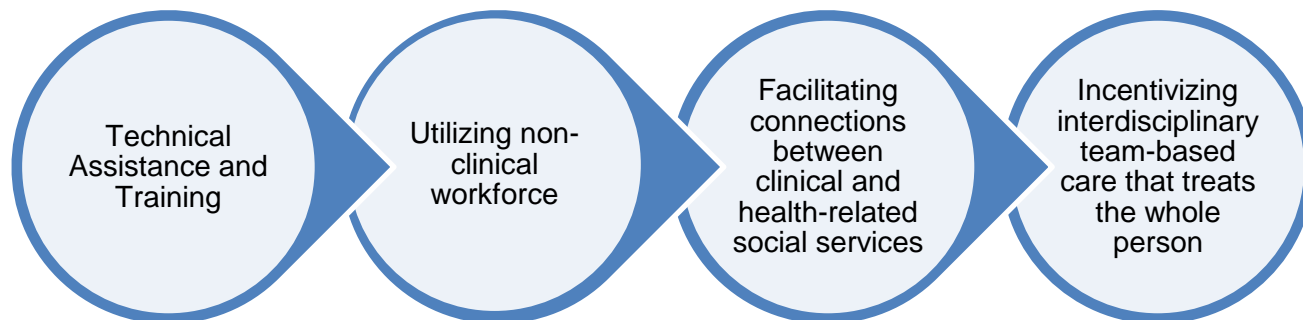 Technical
Assistance and
Training
Utilizing non-
clinical
workforce
Facilitating
connections
between
clinical and
health-related
social services
Incentivizing
interdisciplinary
team-based
care that treats
the whole
person